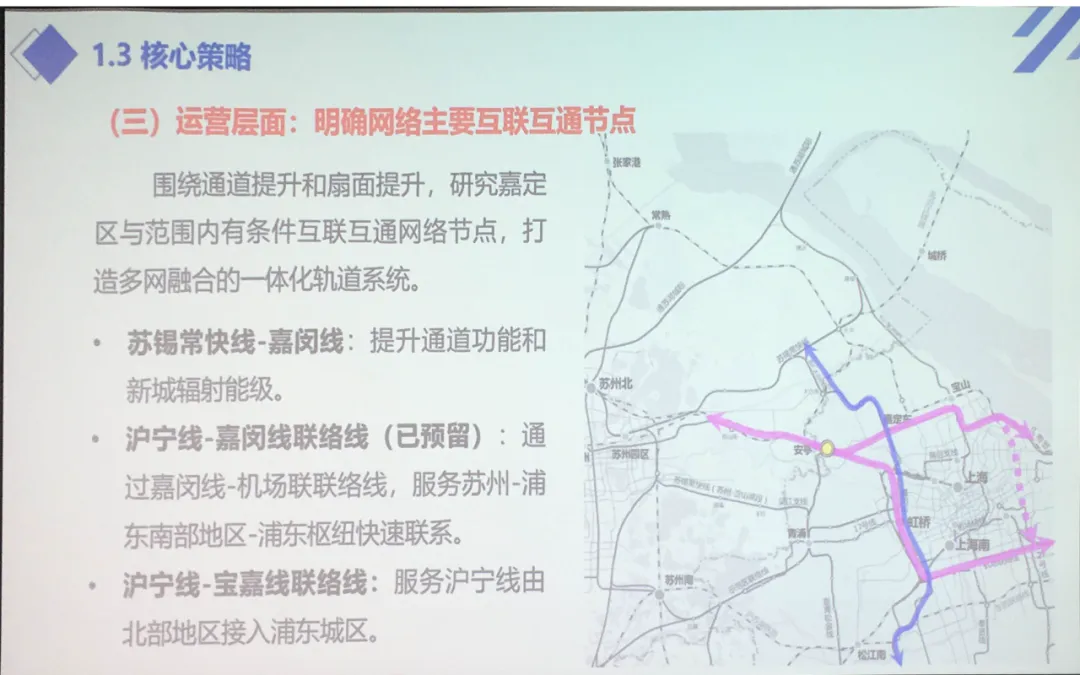 1.3 核心策略
（三）运营层面：明确网络主要互联互通节点
围绕通道提升和扇面提升，研究嘉定
区与范围内有条件互联互通网络节点，打
造多网融合的一体化轨道系统。
• 苏锡常快线-嘉闵线：提升通道功能和
新城辐射能级。
• 沪宁线-嘉闵线联络线（已预留）：通
过嘉闵线-机场联联络线，服务苏州-浦
东南部地区-浦东枢纽快速联系。
• 沪宁线-宝嘉线联络线：服务沪宁线由
北部地区接入浦东城区。
张家港
常熟
城桥
苏州北
宝山
嘉定东
安亭
苏州园区
上海
虹桥
青浦
上海南
苏州南
松江南